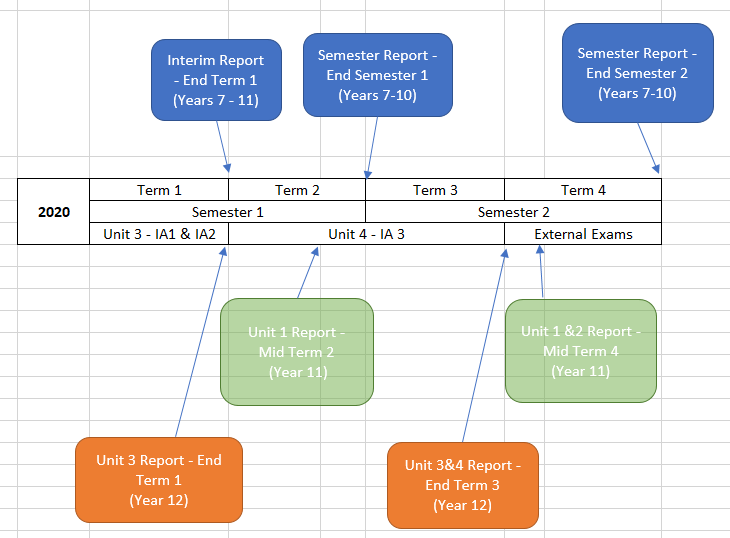 Interim Report
- End Term 1
(Years 7 - 11)
Semester Report -
End Semester 1
(Years 7-10)
Semester Report -
End Semester 2
(Years 7-10)
2020
Term 1
Term 2
Term 3
Term 4
Semester 1
Semester 2
Unit 3 - IA1 & IA2
Unit 4 - IA 3
External Exams
Unit 1 Report -
Mid Term 2
(Year 11)
Unit 1 &2 Report -
Mid Term 4
(Year 11)
Unit 3 Report - End
Term 1
(Year 12)
Unit 3&4 Report -
End Term 3
(Year 12)